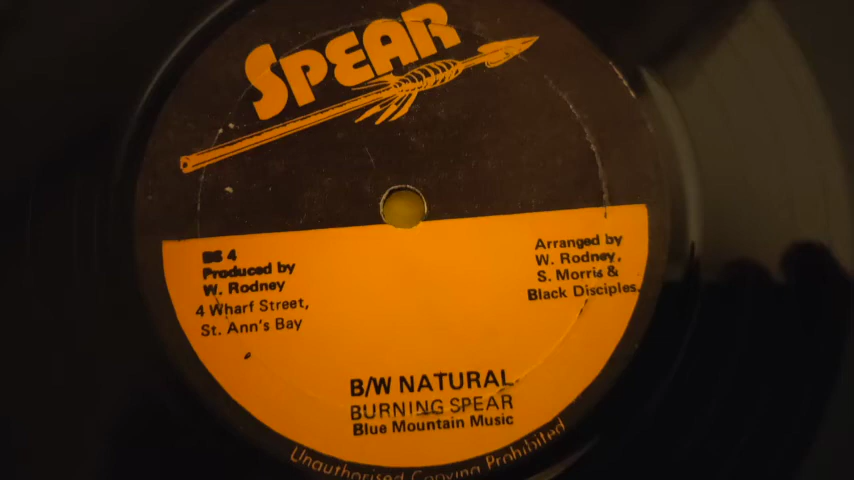 SPEAR
BS 4
Produced by
W. Rodney
4 Wharf Street,
St. Ann's Bay
Arranged by
W. Rodney,
S. Morris &
Black Disciples.
B/W NATURAL
BURNING SPEAR
Blue Mountain Music
Unauthorised Copying Prohibited